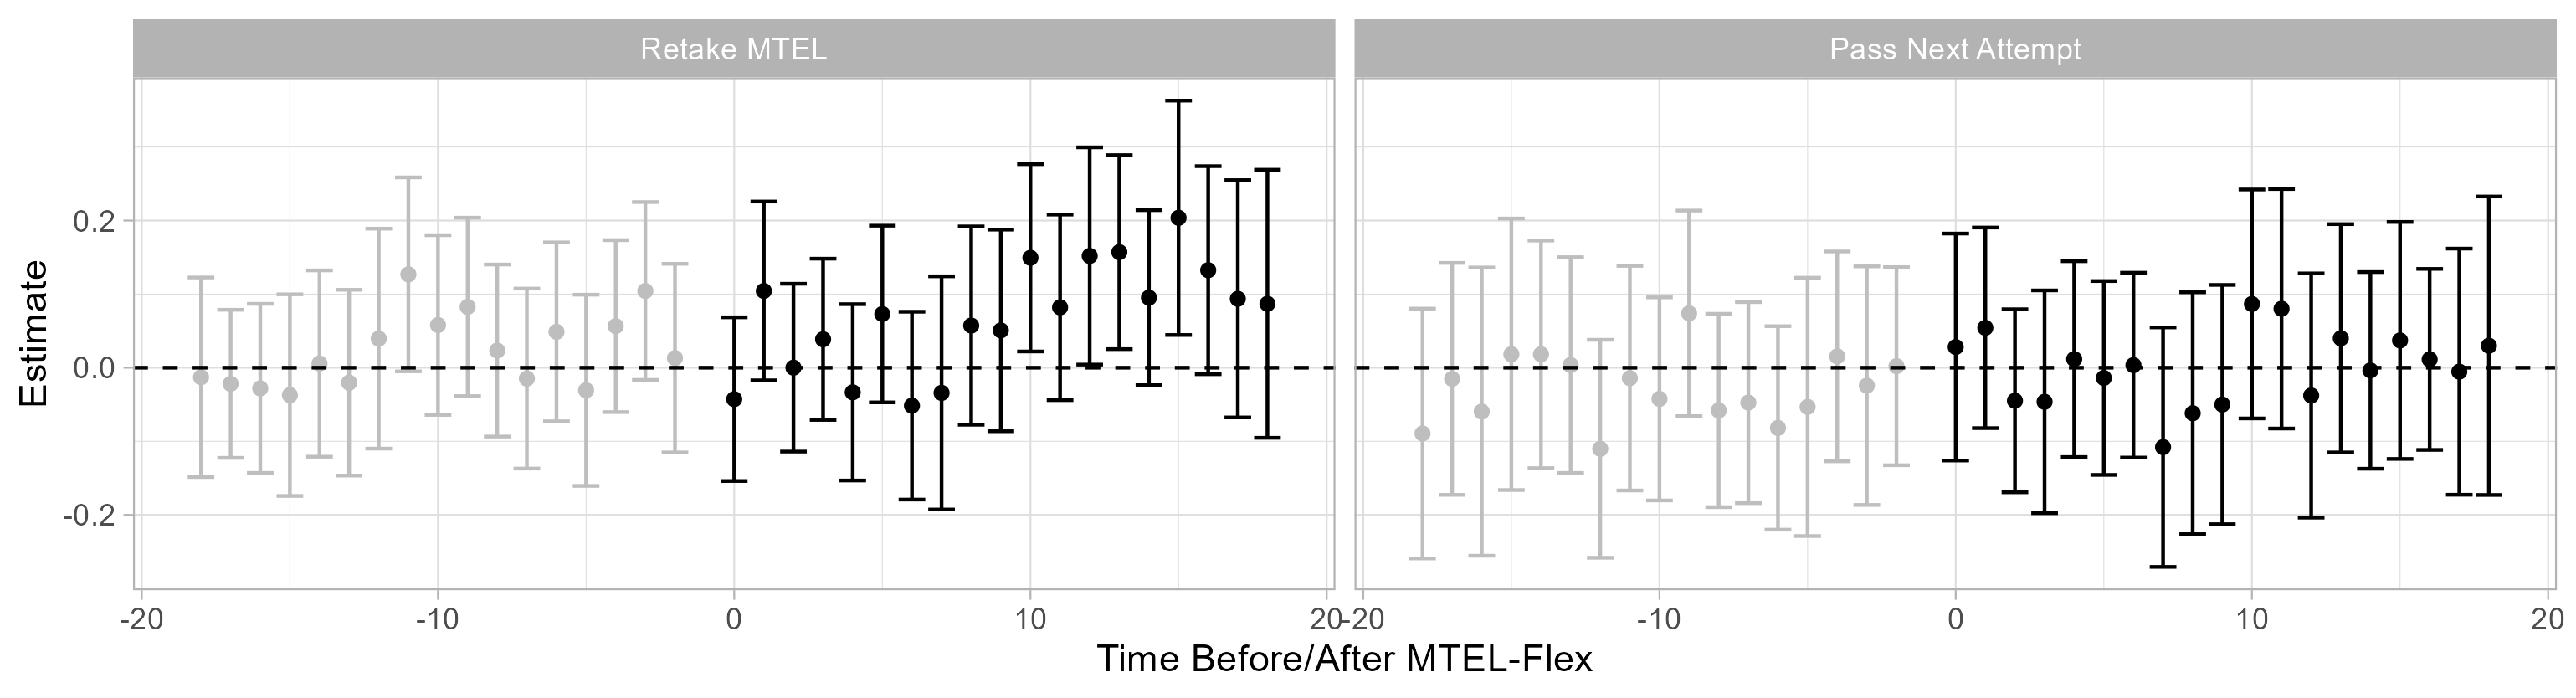 Retake MTEL
Pass Next Attempt
Estimate
0.2
0.0
-0.2
-20 -10 0 10 20
-20 -10 0 10 20
Time Before/After MTEL-Flex